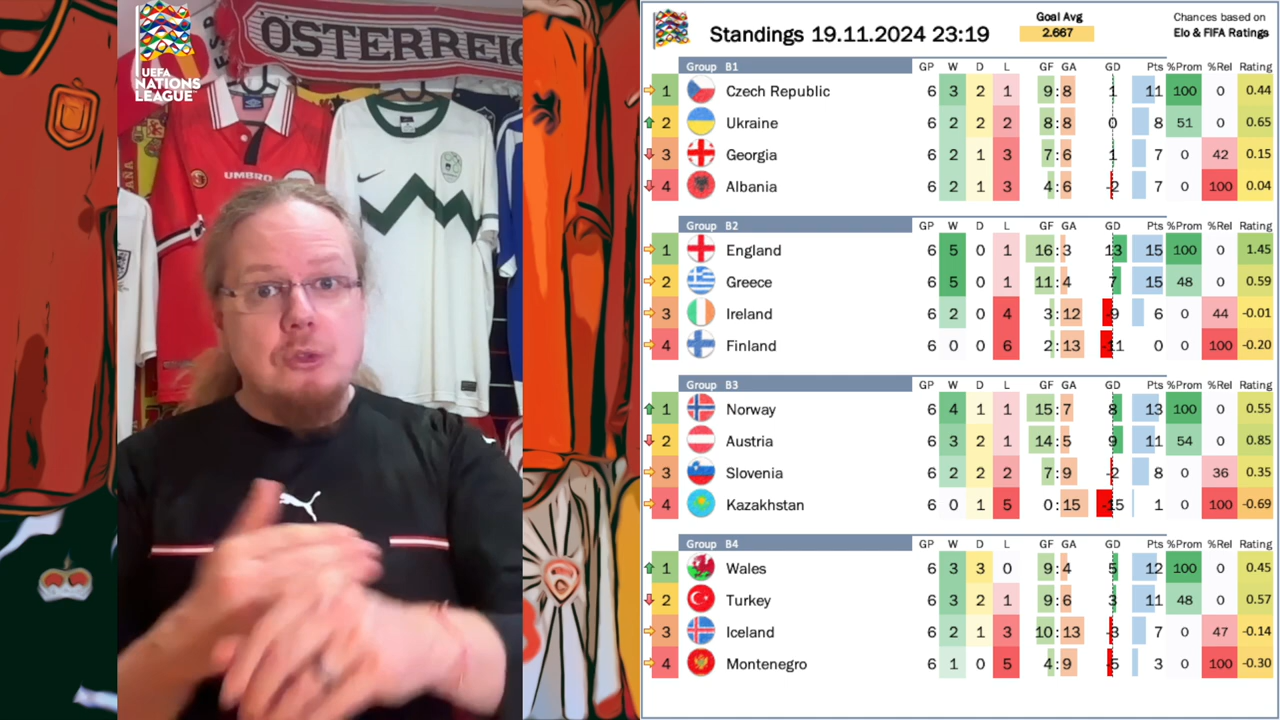 UEFA
NATIONS
LEAGUE™
ÖSTERREIC
UMBRO
Standings 19.11.2024 23:19
Goal Avg
2.667
Chances based on
Elo & FIFA Ratings
Group B1 GP W D L GF GA GD Pts %Prom %Rel Rating
1 Czech Republic 6 3 2 1 9:8 1 11 100 0 0.44
2 Ukraine 6 2 2 2 8:8 0 8 51 0 0.65
3 Georgia 6 2 1 3 7:6 1 7 0 42 0.15
4 Albania 6 2 1 3 4:6 -2 7 0 100 0.04
Group B2 GP W D L GF GA GD Pts %Prom %Rel Rating
1 England 6 5 0 1 16:3 13 15 100 0 1.45
2 Greece 6 5 0 1 11:4 7 15 48 0 0.59
3 Ireland 6 2 0 4 3:12 -9 6 0 44 -0.01
4 Finland 6 0 0 6 2:13 -11 0 0 100 -0.20
Group B3 GP W D L GF GA GD Pts %Prom %Rel Rating
1 Norway 6 4 1 1 15:7 8 13 100 0 0.55
2 Austria 6 3 2 1 14:5 9 11 54 0 0.85
3 Slovenia 6 2 2 2 7:9 -2 8 0 36 0.35
4 Kazakhstan 6 0 1 5 0:15 -15 1 0 100 -0.69
Group B4 GP W D L GF GA GD Pts %Prom %Rel Rating
1 Wales 6 3 3 0 9:4 5 12 100 0 0.45
2 Turkey 6 3 2 1 9:6 3 11 48 0 0.57
3 Iceland 6 2 1 3 10:13 -3 7 0 47 -0.14
4 Montenegro 6 1 0 5 4:9 -5 3 0 100 -0.30